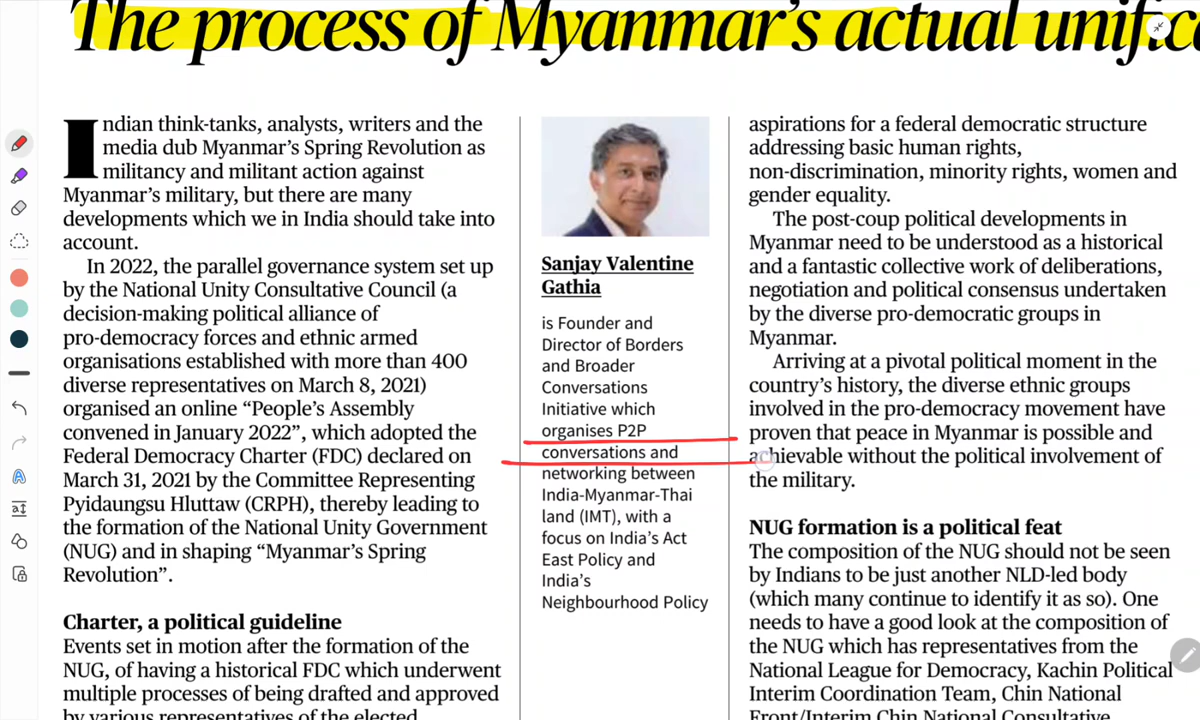 The process of Myanmar's actual
Indian think-tanks, analysts, writers and the
media dub Myanmar's Spring Revolution as
militancy and militant action against
Myanmar's military, but there are many
developments which we in India should take into
account.
In 2022, the parallel governance system set up
by the National Unity Consultative Council (a
decision-making political alliance of
pro-democracy forces and ethnic armed
organisations established with more than 400
diverse representatives on March 8, 2021)
organised an online “People's Assembly
convened in January 2022”, which adopted the
Federal Democracy Charter (FDC) declared on
March 31, 2021 by the Committee Representing
Pyidaungsu Hluttaw (CRPH), thereby leading to
the formation of the National Unity Government
(NUG) and in shaping “Myanmar's Spring
Revolution”.
Charter, a political guideline
Events set in motion after the formation of the
NUG, of having a historical FDC which underwent
multiple processes of being drafted and approved
by various representatives of the elected
Sanjay Valentine
Gathia
is Founder and
Director of Borders
and Broader
Conversations
Initiative which
organises P2P
conversations and
networking between
India-Myanmar-Thai
land (IMT), with a
focus on India's Act
East Policy and
India's
Neighbourhood Policy
aspirations for a federal democratic structure
addressing basic human rights,
non-discrimination, minority rights, women and
gender equality.
The post-coup political developments in
Myanmar need to be understood as a historical
and a fantastic collective work of deliberations,
negotiation and political consensus undertaken
by the diverse pro-democratic groups in
Myanmar.
Arriving at a pivotal political moment in the
country's history, the diverse ethnic groups
involved in the pro-democracy movement have
proven that peace in Myanmar is possible and
achievable without the political involvement of
the military.
NUG formation is a political feat
The composition of the NUG should not be seen
by Indians to be just another NLD-led body
(which many continue to identify it as so). One
needs to have a good look at the composition of
the NUG which has representatives from the
National League for Democracy, Kachin Political
Interim Coordination Team, Chin National
Front/Interim Chin National Consultative